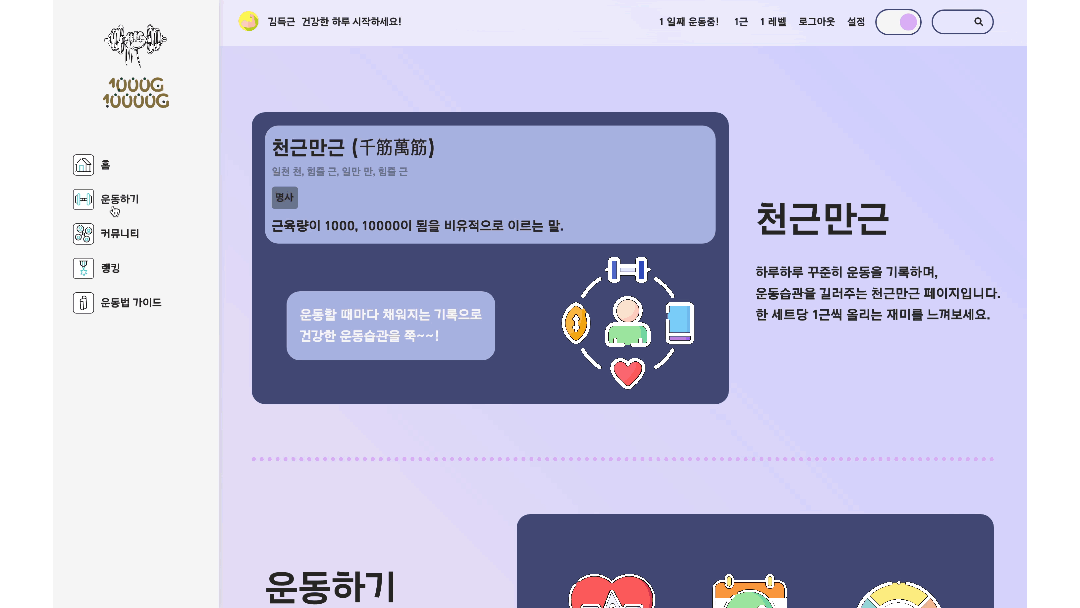 1000G
10000G
홈
운동하기
커뮤니티
랭킹
운동법 가이드
김득근 건강한 하루 시작하세요!
1 일째 운동중! 1근 1 레벨 로그아웃 설정
천근만근 (千筋萬筋)
일천 천, 힘줄 근, 일만 만, 힘줄 근
명사
근육량이 1000, 10000이 됨을 비유적으로 이르는 말.
운동할 때마다 채워지는 기록으로
건강한 운동습관을 쭉~~!
천근만근
하루하루 꾸준히 운동을 기록하며,
운동습관을 길러주는 천근만근 페이지입니다.
한 세트당 1근씩 올리는 재미를 느껴보세요.
운동하기